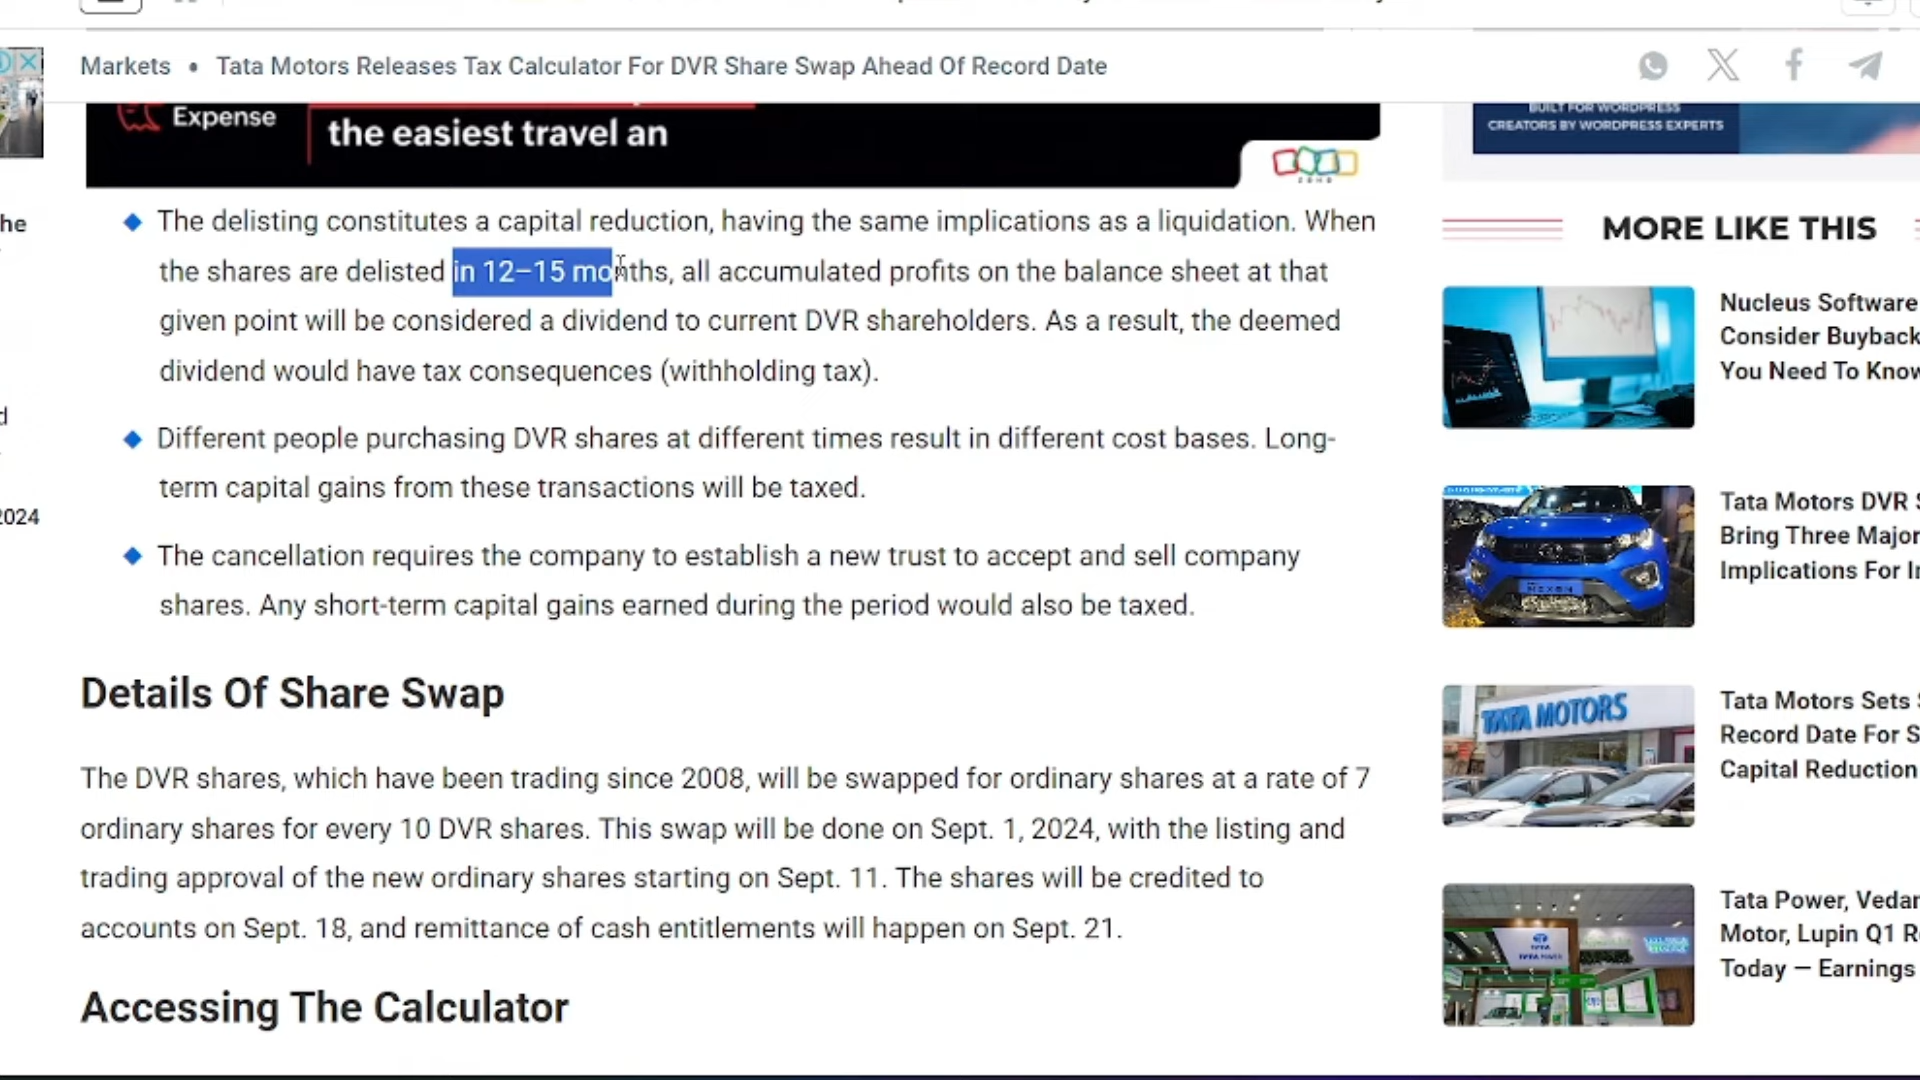 Markets • Tata Motors Releases Tax Calculator For DVR Share Swap Ahead Of Record Date
Expense
the easiest travel an
ZOHO
BUILT FOR WORDPRESS
CREATORS BY WORDPRESS EXPERTS
The delisting constitutes a capital reduction, having the same implications as a liquidation. When
the shares are delisted in 12–15 months, all accumulated profits on the balance sheet at that
given point will be considered a dividend to current DVR shareholders. As a result, the deemed
dividend would have tax consequences (withholding tax).
Different people purchasing DVR shares at different times result in different cost bases. Long-
term capital gains from these transactions will be taxed.
The cancellation requires the company to establish a new trust to accept and sell company
shares. Any short-term capital gains earned during the period would also be taxed.
Details Of Share Swap
The DVR shares, which have been trading since 2008, will be swapped for ordinary shares at a rate of 7
ordinary shares for every 10 DVR shares. This swap will be done on Sept. 1, 2024, with the listing and
trading approval of the new ordinary shares starting on Sept. 11. The shares will be credited to
accounts on Sept. 18, and remittance of cash entitlements will happen on Sept. 21.
Accessing The Calculator
he
d
2024
MORE LIKE THIS
Nucleus Software
Consider Buyback
You Need To Know
Tata Motors DVR S
Bring Three Major
Implications For I
Tata Motors Sets S
Record Date For S
Capital Reduction
TATA MOTORS
Tata Power, Vedan
Motor, Lupin Q1 R
Today — Earnings